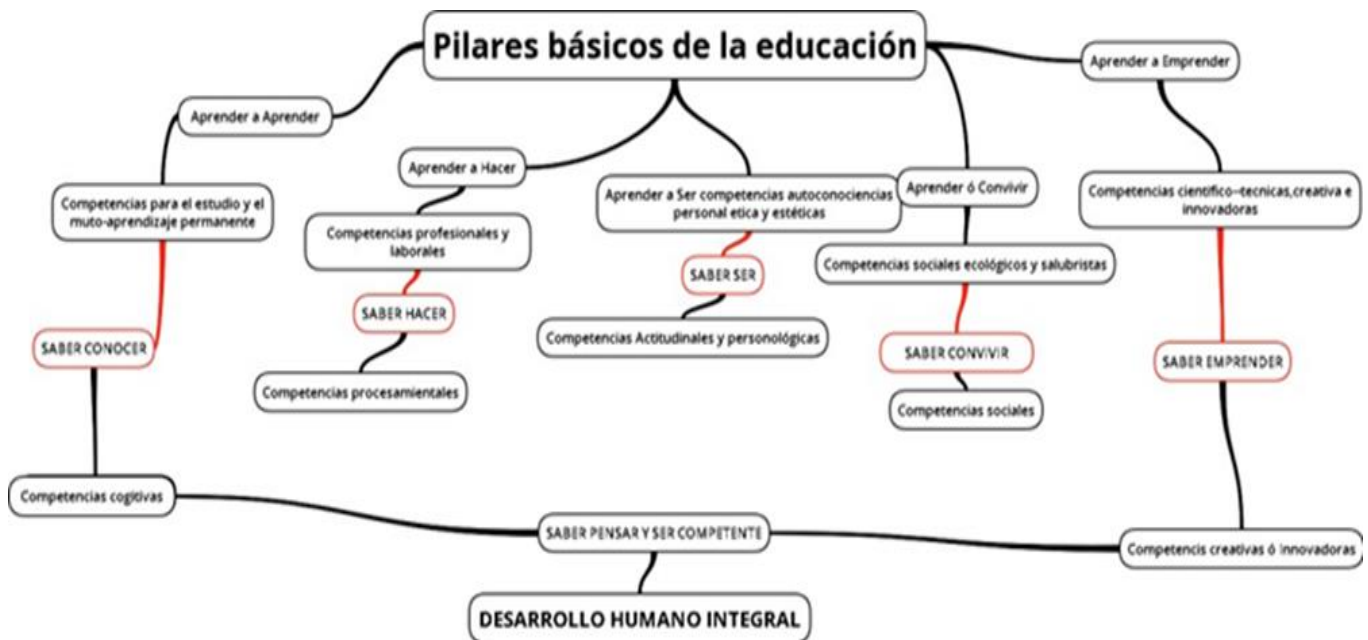 Pilares básicos de la educación
Aprender a Emprender
Aprender a Aprender
Aprender a Hacer
Aprender a Ser competencias autoconociencias
personal etica y estéticas
Aprender ó Convivir
Competencias científico-tecnicas,creativa e
innovadoras
Competencias para el estudio y el
muto-aprendizaje permanente
Competencias profesionales y
laborales
Competencias sociales ecológicos y salubristas
SABER SER
SABER HACER
Competencias Actitudinales y personológicas
SABER CONOCER
SABER CONVIVIR
SABER EMPRENDER
Competencias procesamientales
Competencias sociales
Competencias cogitivas
SABER PENSAR Y SER COMPETENTE
Competencis creativas ó Innovadoras
DESARROLLO HUMANO INTEGRAL